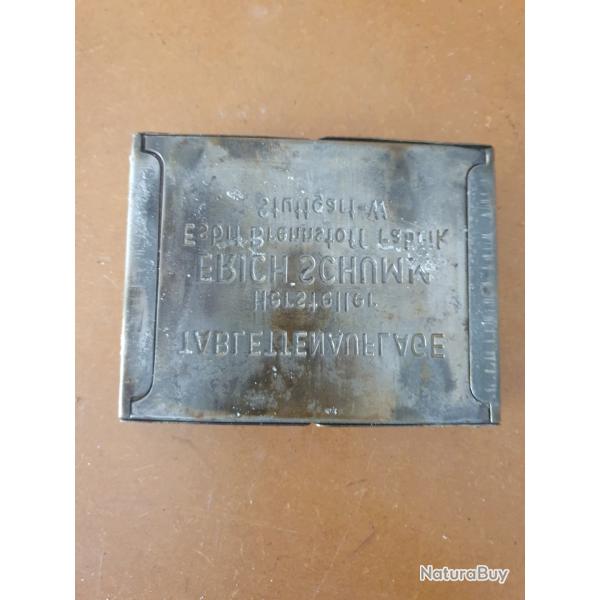 TABLETTENAUFLAGE
Hersteller
ERICH SCHUMM
Esbit Brennstoff Fabrik
Stuttgart-W
NaturaBuy